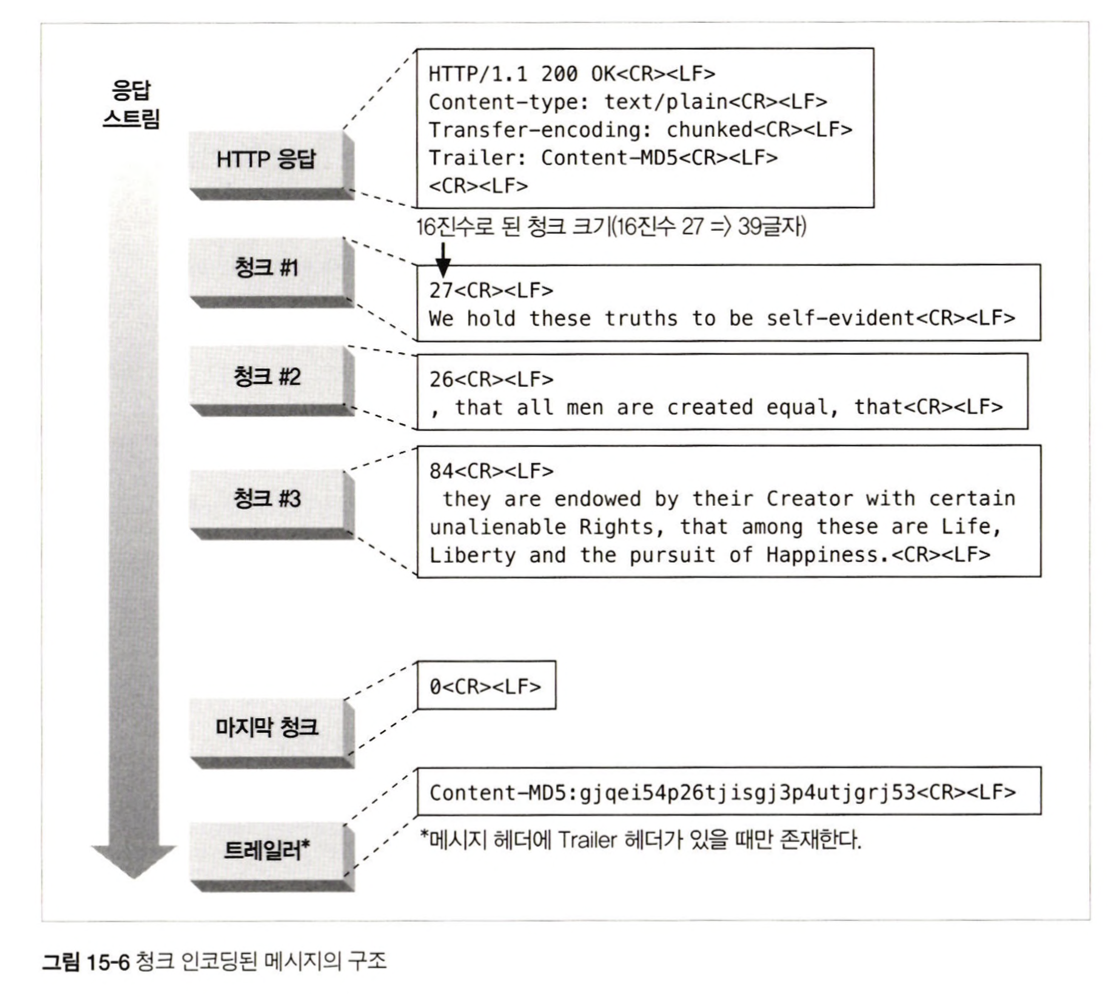 응답
스트림
HTTP 응답
HTTP/1.1 200 OK<CR><LF>
Content-type: text/plain<CR><LF>
Transfer-encoding: chunked<CR><LF>
Trailer: Content-MD5<CR><LF>
<CR><LF>
16진수로 된 청크 크기(16진수 27 => 39글자)
청크 #1
27<CR><LF>
We hold these truths to be self-evident<CR><LF>
청크 #2
26<CR><LF>
, that all men are created equal, that<CR><LF>
청크 #3
84<CR><LF>
they are endowed by their Creator with certain
unalienable Rights, that among these are Life,
Liberty and the pursuit of Happiness.<CR><LF>
마지막 청크
0<CR><LF>
트레일러*
Content-MD5:gjqei54p26tjisgj3p4utjgrj53<CR><LF>
*메시지 헤더에 Trailer 헤더가 있을 때만 존재한다.
그림 15-6 청크 인코딩된 메시지의 구조